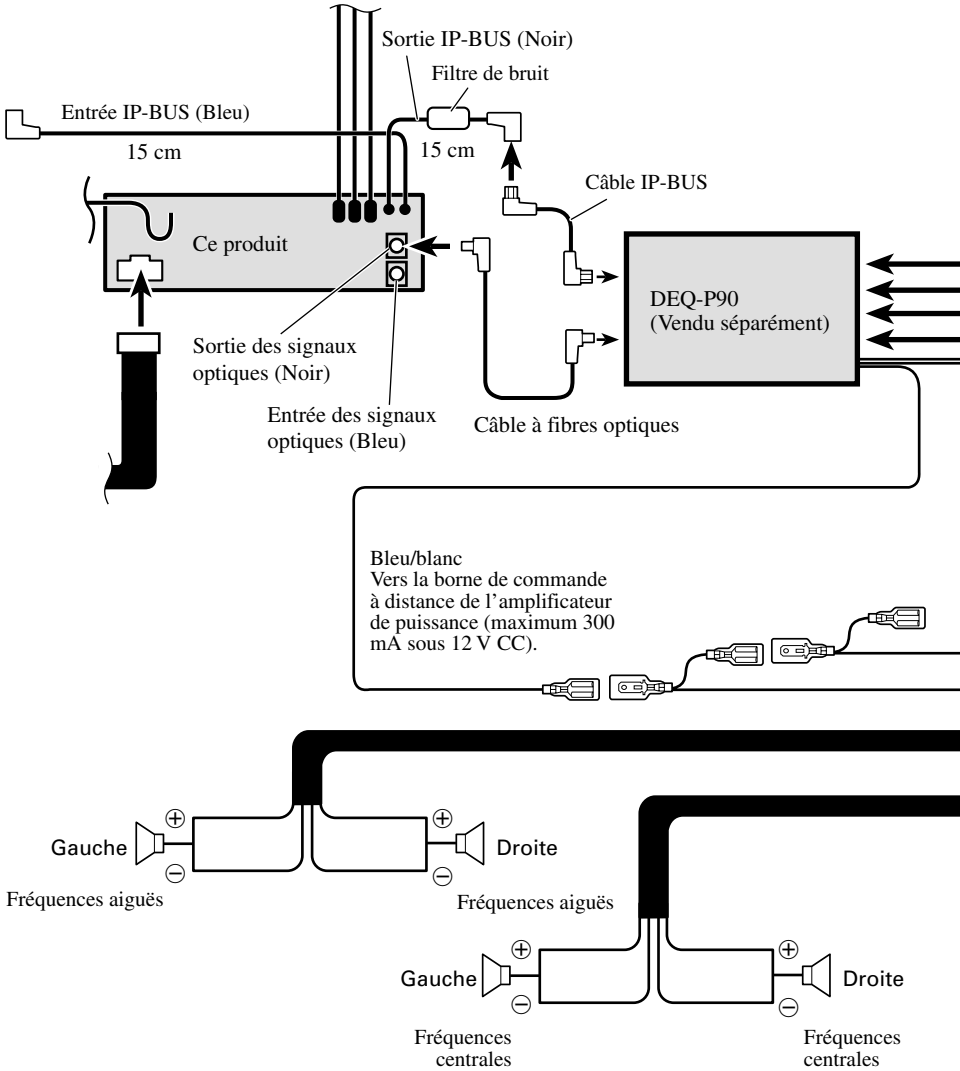 Sortie IP-BUS (Noir)
Filtre de bruit
Entrée IP-BUS (Bleu)
15 cm
15 cm
Câble IP-BUS
Ce produit
DEQ-P90
(Vendu séparément)
Sortie des signaux
optiques (Noir)
Entrée des signaux
optiques (Bleu)
Câble à fibres optiques
Bleu/blanc
Vers la borne de commande
à distance de l’amplificateur
de puissance (maximum 300
mA sous 12 V CC).
⊕
⊕
Gauche
Droite
⊖
⊖
Fréquences aiguës
Fréquences aiguës
⊕
⊕
Gauche
Droite
⊖
⊖
Fréquences
centrales
Fréquences
centrales